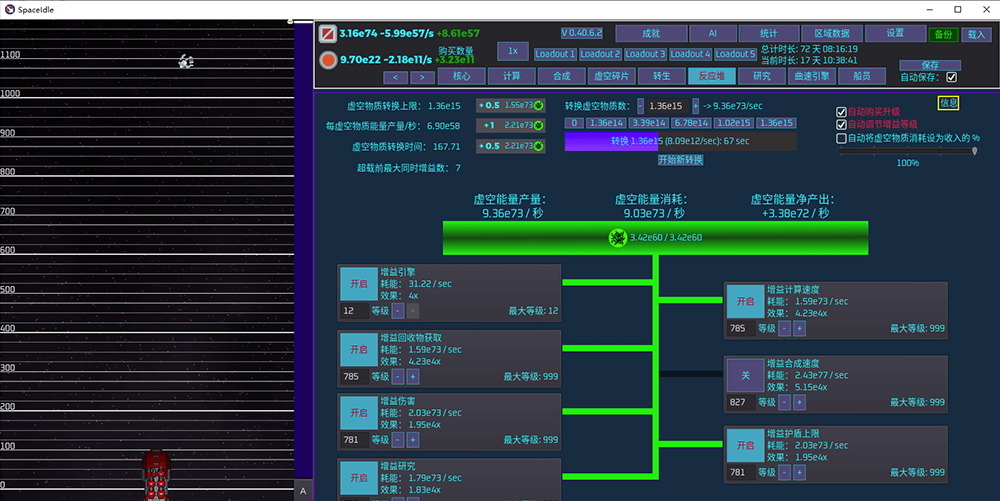 SpaceIdle
3.16e74 -5.99e57/s +8.61e57
9.70e22 -2.18e11/s +3.23e11
购买数量
1x
V 0.40.6.2
成就
AI
统计
区域数据
设置
备份
载入
Loadout 1
Loadout 2
Loadout 3
Loadout 4
Loadout 5
总计时长: 72 天 08:16:19
当前时长: 17 天 10:38:41
保存
自动保存:
<
>
核心
计算
合成
虚空碎片
转生
反应堆
研究
曲速引擎
船员
虚空物质转换上限: 1.36e15
+ 0.5 1.55e73
每虚空物质能量产量/秒: 6.90e58
+1 2.21e73
虚空物质转换时间: 167.71
+ 0.5 2.21e73
超载前最大同时增益数: 7
转换虚空物质数: - 1.36e15 + -> 9.36e73/sec
0 1.36e14 3.39e14 6.78e14 1.02e15 1.36e15
转换 1.36e15 (8.09e12/sec): 67 sec
开始新转换
信息
自动购买升级
自动调节增益等级
自动将虚空物质消耗设为收入的 %
100%
虚空能量产量:
9.36e73 / 秒
虚空能量消耗:
9.03e73 / 秒
虚空能量净产出:
+3.38e72 / 秒
3.42e60 / 3.42e60
开启
增益引擎
耗能: 31.22 / sec
效果: 4x
12 等级 - +
最大等级: 12
开启
增益回收物获取
耗能: 1.59e73 / sec
效果: 4.23e4x
785 等级 - +
最大等级: 999
开启
增益伤害
耗能: 2.03e73 / sec
效果: 1.95e4x
781 等级 - +
最大等级: 999
开启
增益研究
耗能: 1.79e73 / sec
效果: 1.83e4x
开启
增益计算速度
耗能: 1.59e73 / sec
效果: 4.23e4x
785 等级 - +
最大等级: 999
关
增益合成速度
耗能: 2.43e77 / sec
效果: 5.15e4x
827 等级 - +
最大等级: 999
开启
增益护盾上限
耗能: 2.03e73 / sec
效果: 1.95e4x
781 等级 - +
最大等级: 999
1100
1000
900
800
700
600
500
400
300
200
100
0
A